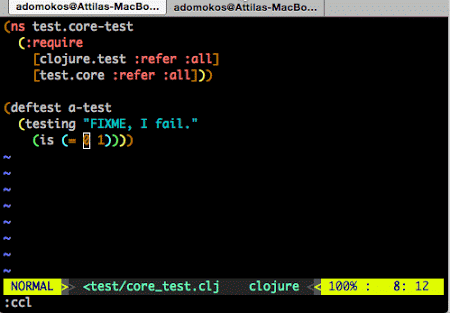 adomokos@Attilas-MacBo... adomokos@Attilas-MacBo...
(ns test.core-test
  (:require
    [clojure.test :refer :all]
    [test.core :refer :all]))
(deftest a-test
  (testing "FIXME, I fail."
    (is (= 0 1))))
~
~
~
~
~
~
~
NORMAL >> <test/core_test.clj clojure << 100% : 8: 12
:ccl